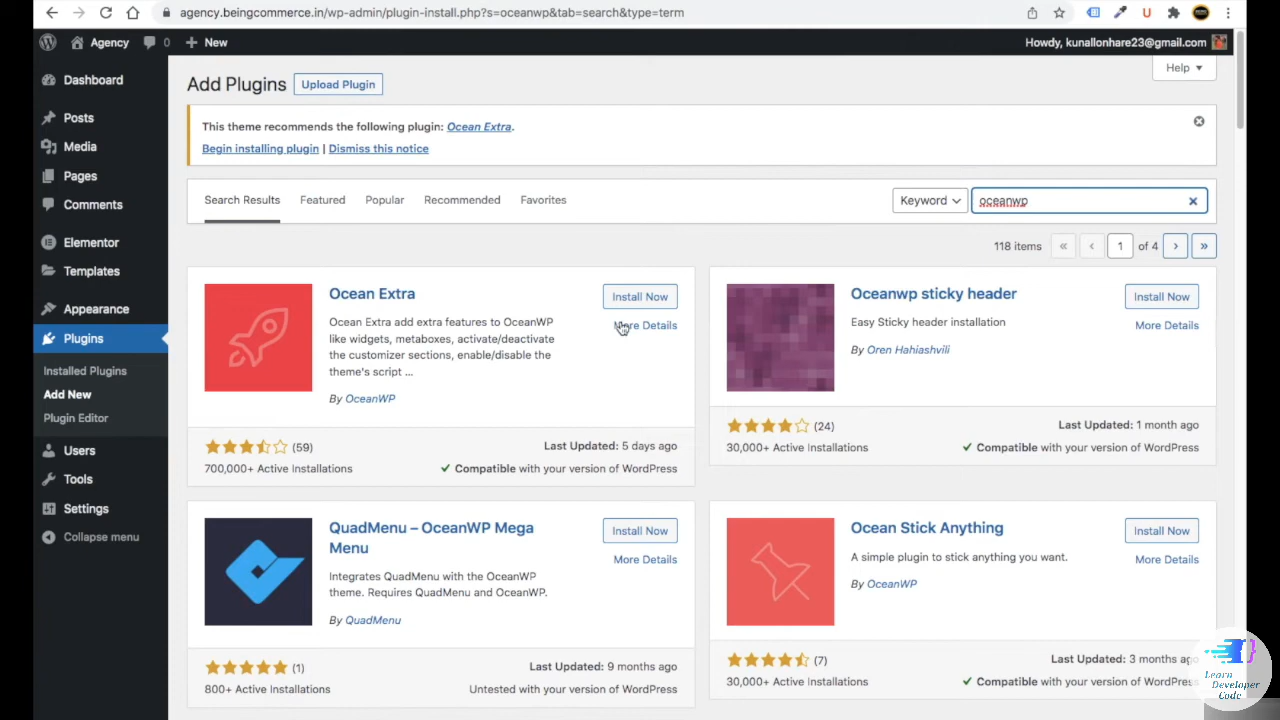 agency.beingcommerce.in/wp-admin/plugin-install.php?s=oceanwp&tab=search&type=term
Agency 0 New
Howdy, kunallonhare23@gmail.com
Dashboard
Posts
Media
Pages
Comments
Elementor
Templates
Appearance
Plugins
Installed Plugins
Add New
Plugin Editor
Users
Tools
Settings
Collapse menu
Help
Add Plugins Upload Plugin
This theme recommends the following plugin: Ocean Extra.
Begin installing plugin | Dismiss this notice
Search Results Featured Popular Recommended Favorites Keyword oceanwp
118 items « ‹ 1 of 4 › »
Ocean Extra
Install Now
More Details
Ocean Extra add extra features to OceanWP
like widgets, metaboxes, activate/deactivate
the customizer sections, enable/disable the
theme's script ...
By OceanWP
(59)
Last Updated: 5 days ago
700,000+ Active Installations
Compatible with your version of WordPress
Oceanwp sticky header
Install Now
More Details
Easy Sticky header installation
By Oren Hahiashvili
(24)
Last Updated: 1 month ago
30,000+ Active Installations
Compatible with your version of WordPress
QuadMenu – OceanWP Mega
Menu
Install Now
More Details
Integrates QuadMenu with the OceanWP
theme. Requires QuadMenu and OceanWP.
By QuadMenu
(1)
Last Updated: 9 months ago
800+ Active Installations
Untested with your version of WordPress
Ocean Stick Anything
Install Now
More Details
A simple plugin to stick anything you want.
By OceanWP
(7)
Last Updated: 3 months ago
30,000+ Active Installations
Compatible with your version of WordPress
Learn
Developer
Code